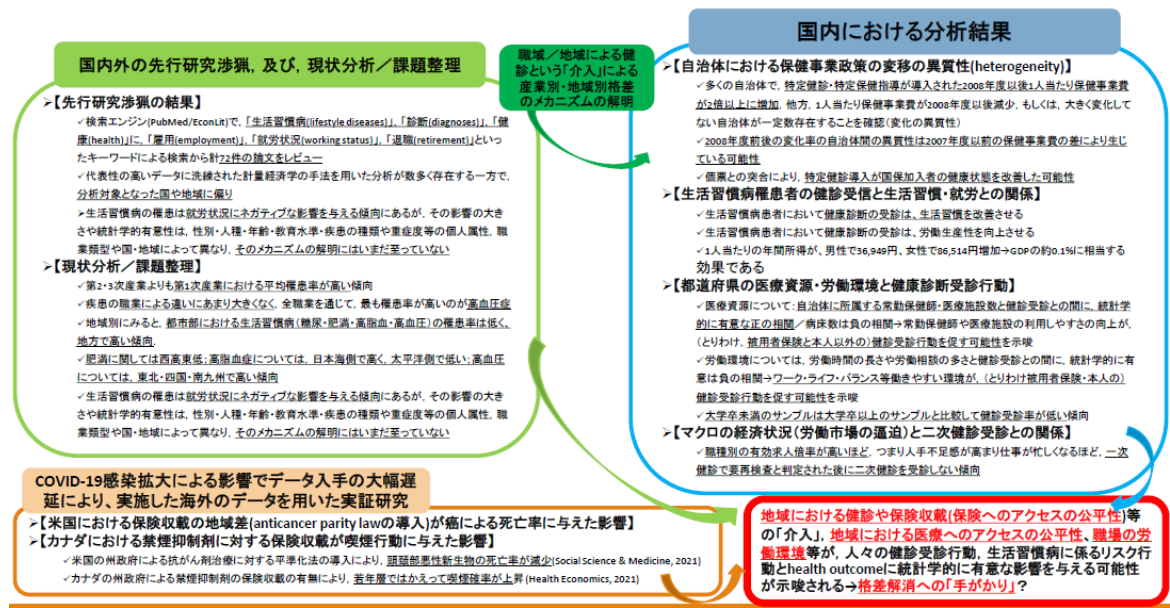 国内外の先行研究渉猟，及び，現状分析／課題整理
➢【先行研究渉猟の結果】
✓検索エンジン(PubMed/EconLit)で，「生活習慣病(lifestyle diseases)」，「診断(diagnoses)」，「健
康(health)」に，「雇用(employment)」，「就労状況(working status)」，「退職(retirement)」といっ
たキーワードによる検索から計72件の論文をレビュー
✓代表性の高いデータに洗練された計量経済学の手法を用いた分析が数多く存在する一方で，
分析対象となった国や地域に偏り
➢生活習慣病の罹患は就労状況にネガティブな影響を与える傾向にあるが，その影響の大き
さや統計学的有意性は，性別・人種・年齢・教育水準・疾患の種類や重症度等の個人属性，職
業類型や国・地域によって異なり，そのメカニズムの解明にはいまだ至っていない
➢【現状分析／課題整理】
✓第2・3次産業よりも第1次産業における平均罹患率が高い傾向
✓疾患の職業による違いにあまり大きくなく，全職業を通じて，最も罹患率が高いのが高血圧症
✓地域別にみると，都市部における生活習慣病（糖尿・肥満・高脂血・高血圧）の罹患率は低く、
地方で高い傾向．
✓肥満に関しては西高東低；高脂血症については，日本海側で高く，太平洋側で低い；高血圧
については，東北・四国・南九州で高い傾向
✓生活習慣病の罹患は就労状況にネガティブな影響を与える傾向にあるが，その影響の大き
さや統計学的有意性は，性別・人種・年齢・教育水準・疾患の種類や重症度等の個人属性，職
業類型や国・地域によって異なり，そのメカニズムの解明にはいまだ至っていない
職域／地域による健
診という「介入」による
産業別・地域別格差
のメカニズムの解明
国内における分析結果
➢【自治体における保健事業政策の変移の異質性(heterogeneity)】
✓多くの自治体で，特定健診・特定保健指導が導入された2008年度以後1人当たり保健事業費
が2倍以上に増加．他方，1人当たり保健事業費が2008年度以後減少，もしくは，大きく変化して
ない自治体が一定数存在することを確認（変化の異質性）
✓2008年度前後の変化率の自治体間の異質性は2007年度以前の保健事業費の差により生じ
ている可能性
✓個票との突合により，特定健診導入が国保加入者の健康状態を改善した可能性
➢【生活習慣病罹患者の健診受信と生活習慣・就労との関係】
✓生活習慣病患者において健康診断の受診は、生活習慣を改善させる
✓生活習慣病患者において健康診断の受診は、労働生産性を向上させる
✓1人当たりの年間所得が、男性で36,949円、女性で86,514円増加→GDPの約0.1%に相当する
効果である
➢【都道府県の医療資源・労働環境と健康診断受診行動】
✓医療資源について：自治体に所属する常勤保健師・医療施設数と健診受診との間に，統計学
的に有意な正の相関／病床数は負の相関→常勤保健師や医療施設の利用しやすさの向上が，
（とりわけ，被用者保険と本人以外の）健診受診行動を促す可能性を示唆
✓労働環境については，労働時間の長さや労働相談の多さと健診受診との間に，統計学的に有
意は負の相関→ワーク・ライフ・バランス等働きやすい環境が，（とりわけ被用者保険・本人の）
健診受診行動を促す可能性を示唆
✓大学卒未満のサンプルは大学卒以上のサンプルと比較して健診受診率が低い傾向
➢【マクロの経済状況（労働市場の逼迫）と二次健診受診との関係】
✓職種別の有効求人倍率が高いほど，つまり人手不足感が高まり仕事が忙しくなるほど，一次
健診で要再検査と判定された後に二次健診を受診しない傾向
COVID-19感染拡大による影響でデータ入手の大幅遅
延により、実施した海外のデータを用いた実証研究
➢【米国における保険収載の地域差(anticancer parity lawの導入)が癌による死亡率に与えた影響】
➢【カナダにおける禁煙抑制剤に対する保険収載が喫煙行動に与えた影響】
✓米国の州政府による抗がん剤治療に対する平準化法の導入により，頭頸部悪性新生物の死亡率が減少(Social Science & Medicine, 2021)
✓カナダの州政府による禁煙抑制剤の保険収載の有無により，若年層ではかえって喫煙確率が上昇 (Health Economics, 2021)
地域における健診や保険収載(保険へのアクセスの公平性)等
の「介入」，地域における医療へのアクセスの公平性、職場の労
働環境等が，人々の健診受診行動，生活習慣病に係るリスク行
動とhealth outcomeに統計学的に有意な影響を与える可能性
が示唆される→格差解消への「手がかり」？